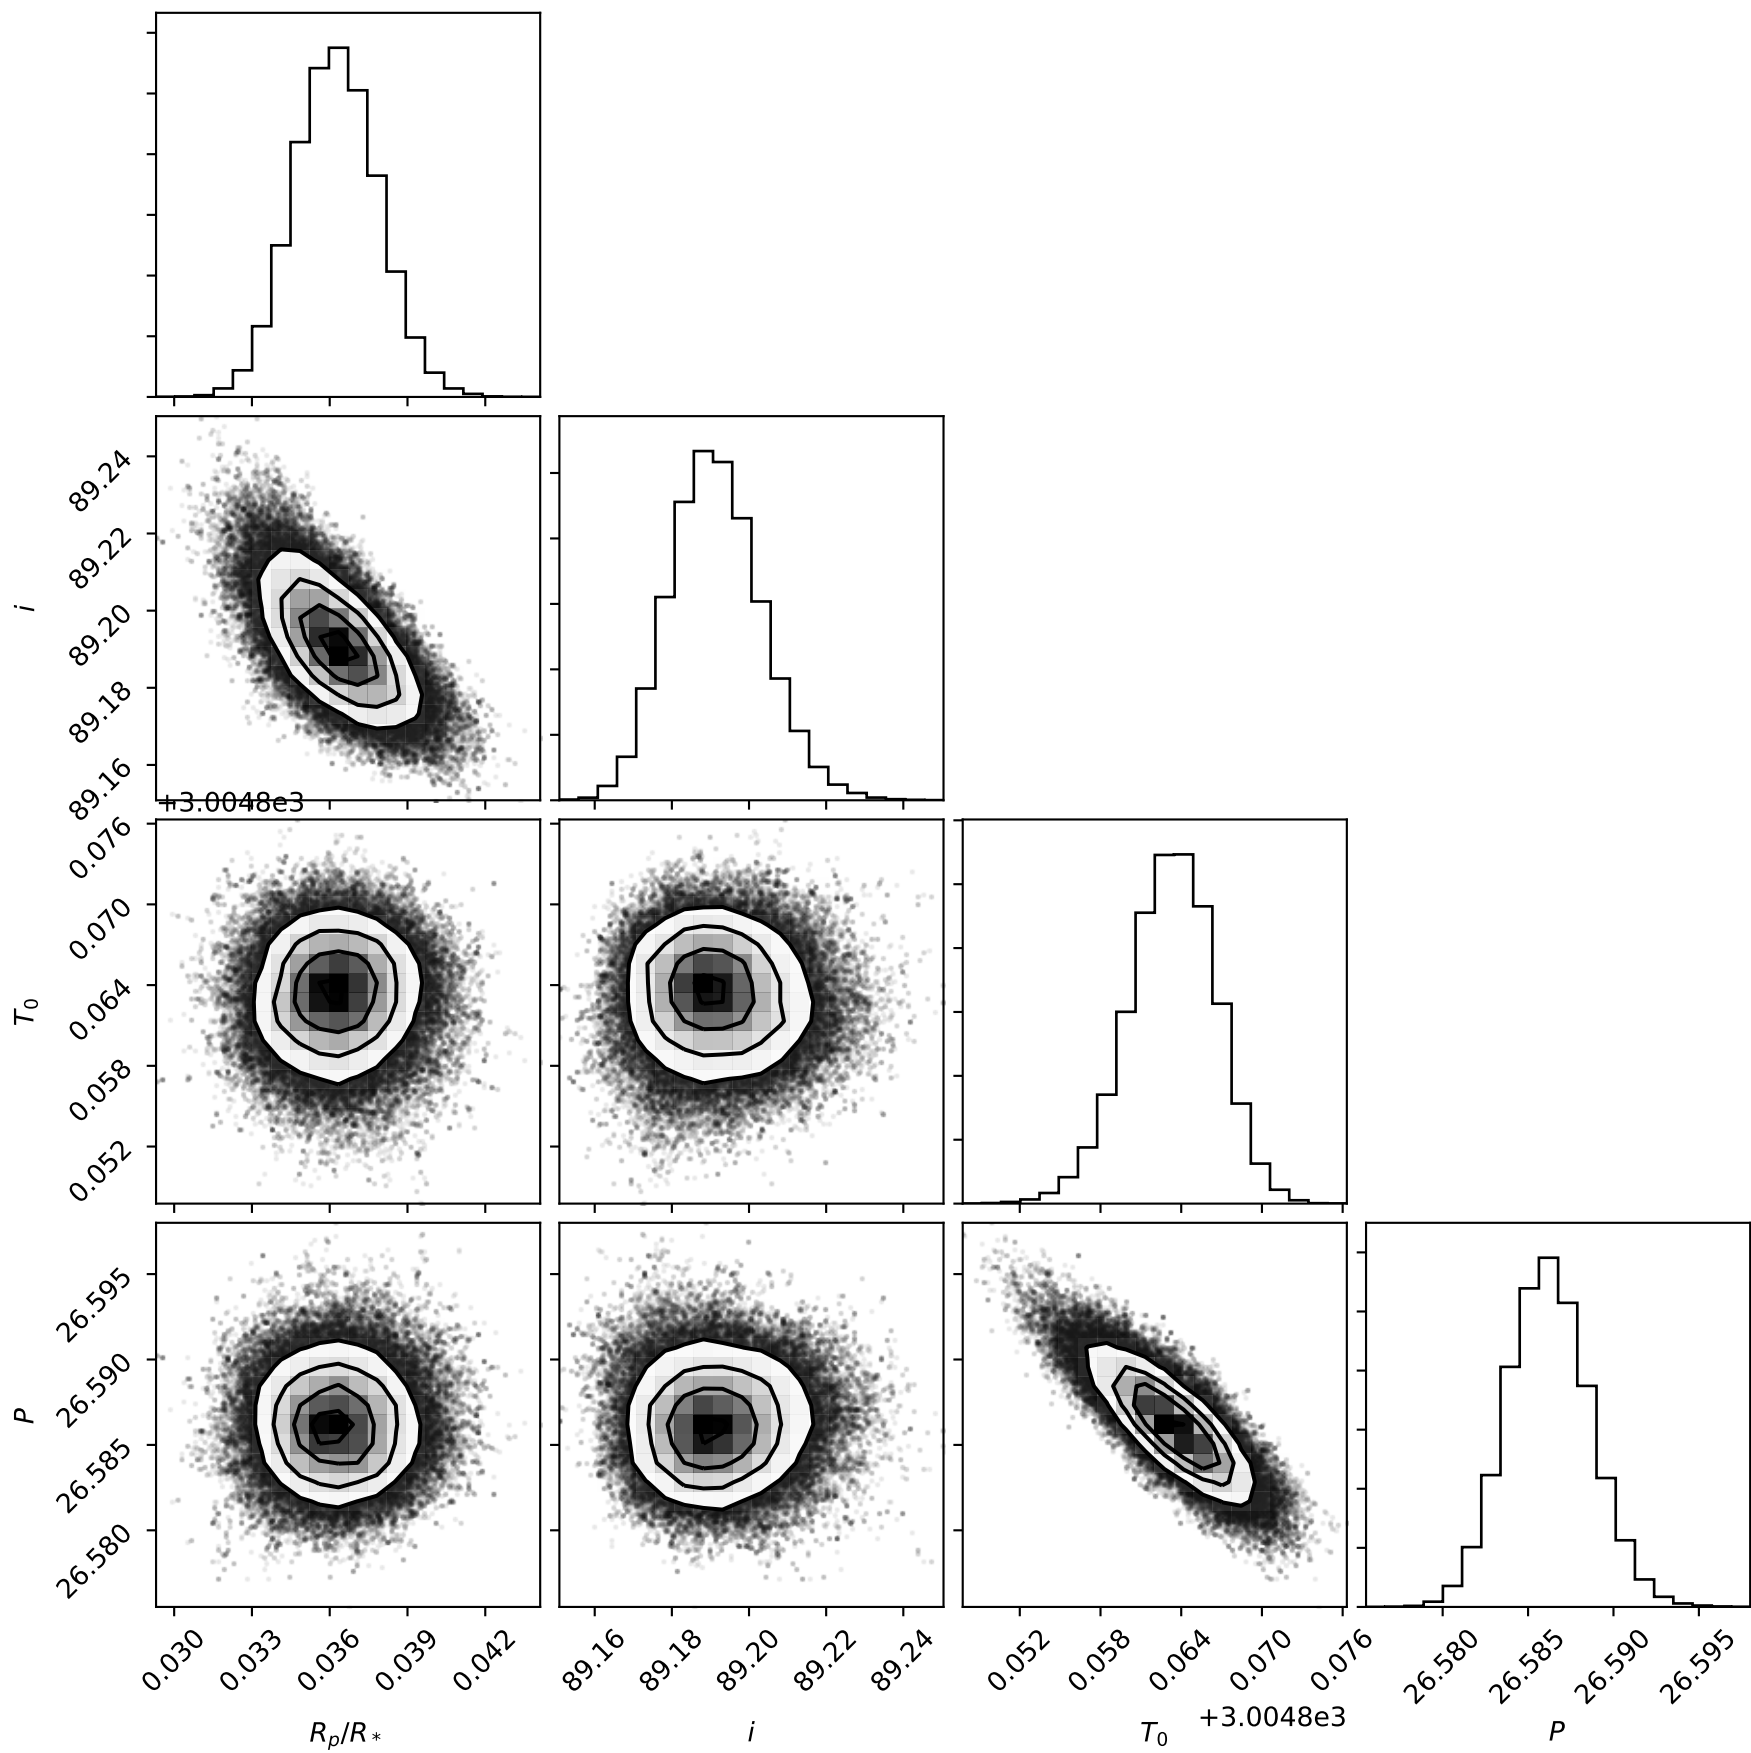 i
89.24
89.22
89.20
89.18
89.16
+3.0048e3
T₀
0.076
0.070
0.064
0.058
0.052
P
26.595
26.590
26.585
26.580
0.030 0.033 0.036 0.039 0.042
89.16 89.18 89.20 89.22 89.24
0.052 0.058 0.064 0.070 0.076
26.580 26.585 26.590 26.595
+3.0048e3
Rₚ/R* i T₀ P